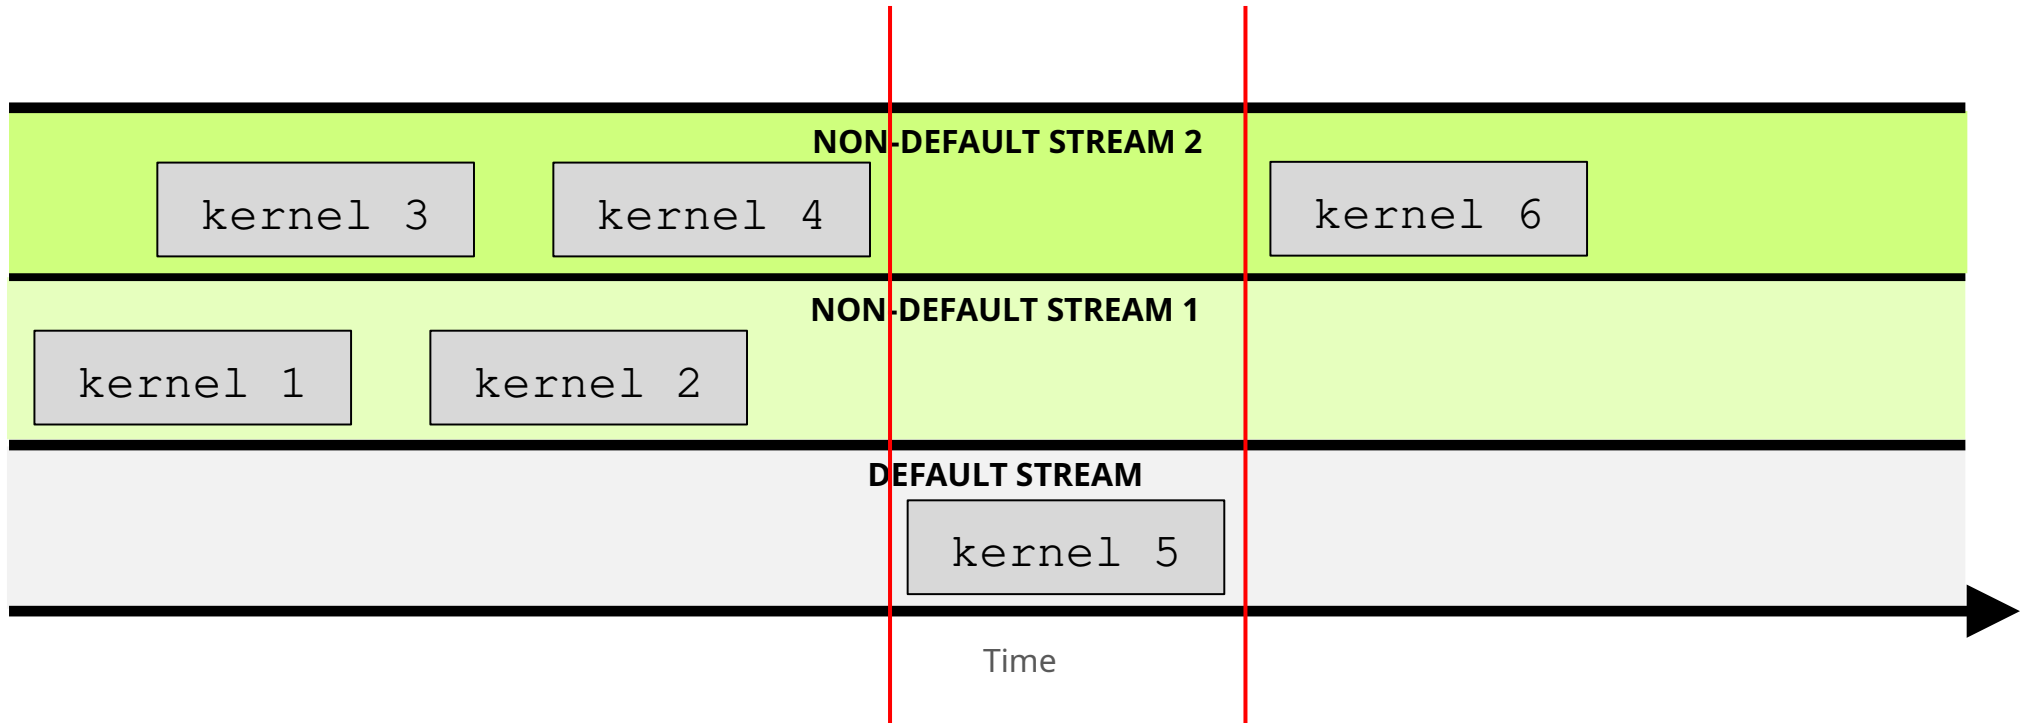 NON-DEFAULT STREAM 2
kernel 3
kernel 4
kernel 6
NON-DEFAULT STREAM 1
kernel 1
kernel 2
DEFAULT STREAM
kernel 5
Time